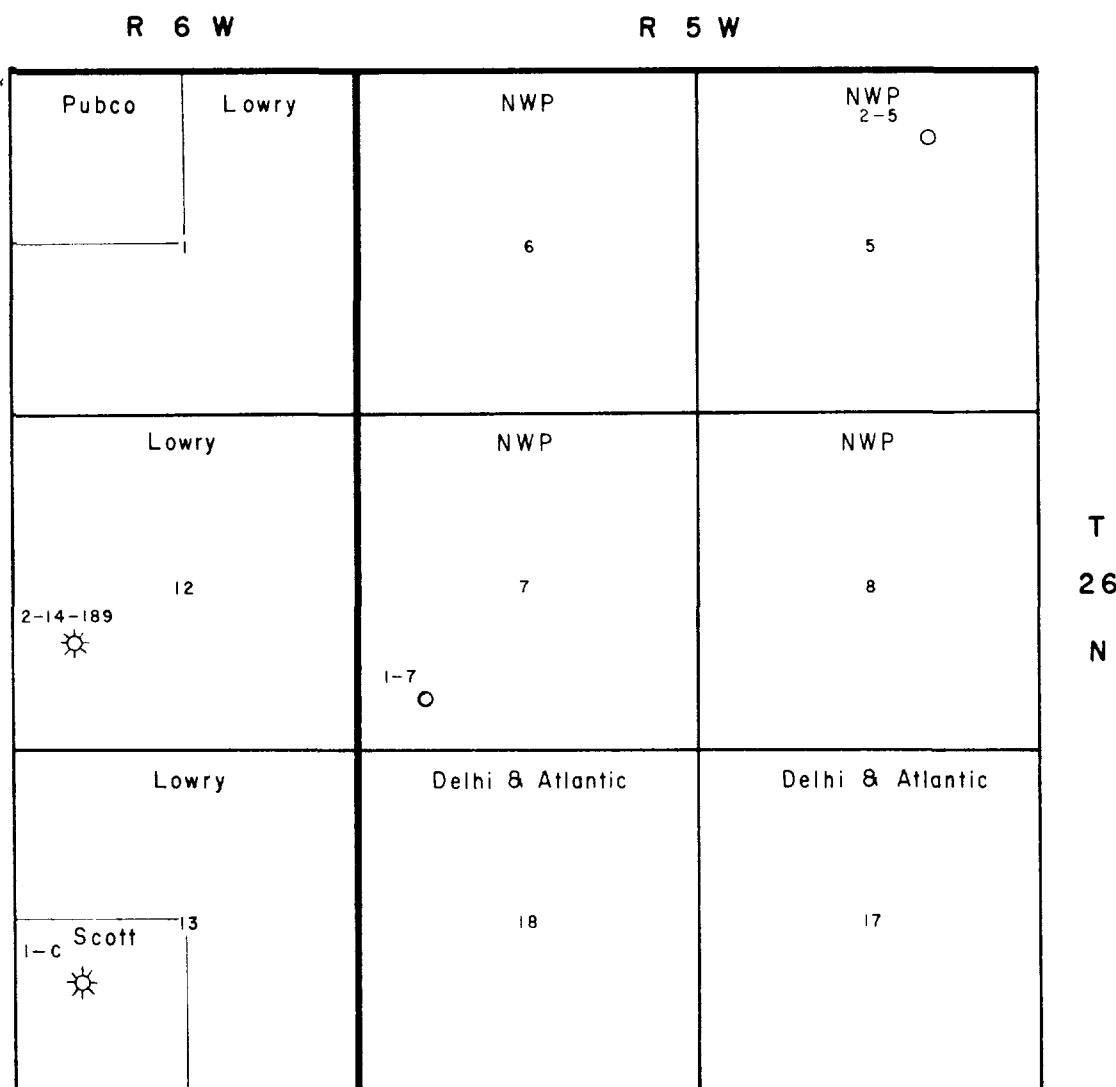 R 6 W
R 5 W
Pubco
Lowry
NWP
NWP
2-5
1
6
5
Lowry
NWP
NWP
T
26
N
12
7
8
2-14-189
1-7
Lowry
Delhi & Atlantic
Delhi & Atlantic
13
18
17
Scott
1-C